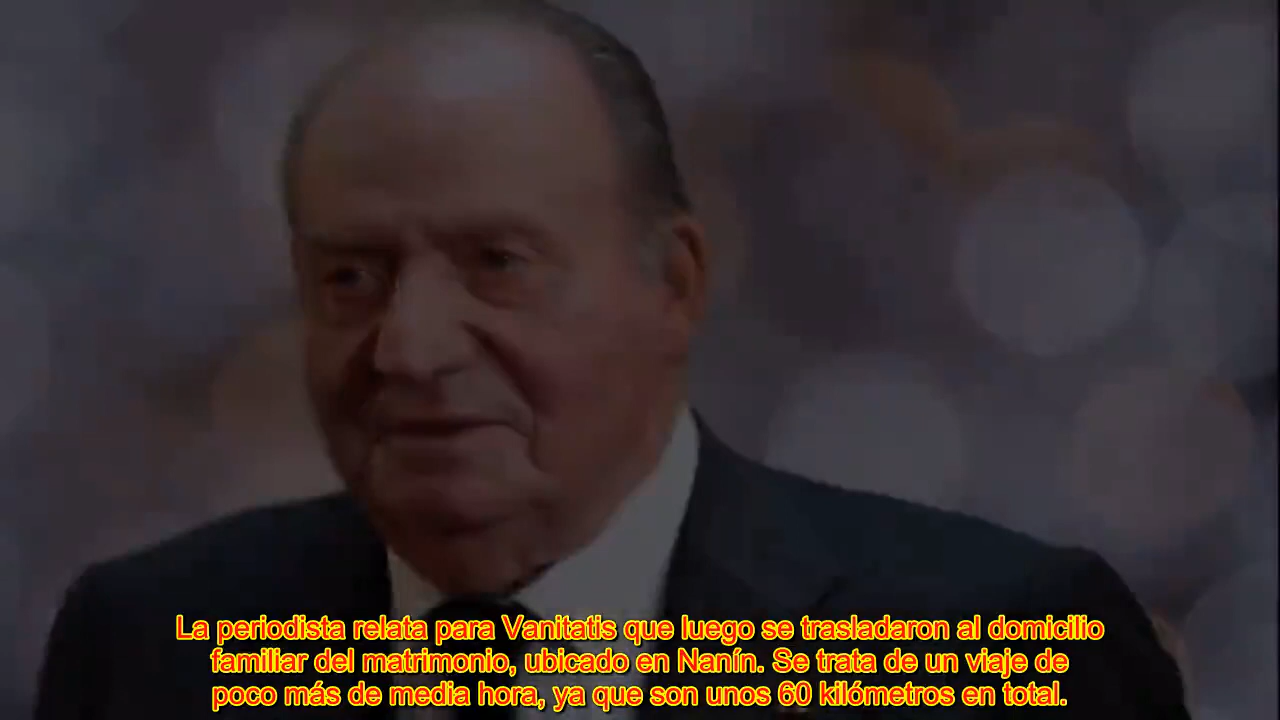 La periodista relata para Vanitatis que luego se trasladaron al domicilio
familiar del matrimonio, ubicado en Nanín. Se trata de un viaje de
poco más de media hora, ya que son unos 60 kilómetros en total.